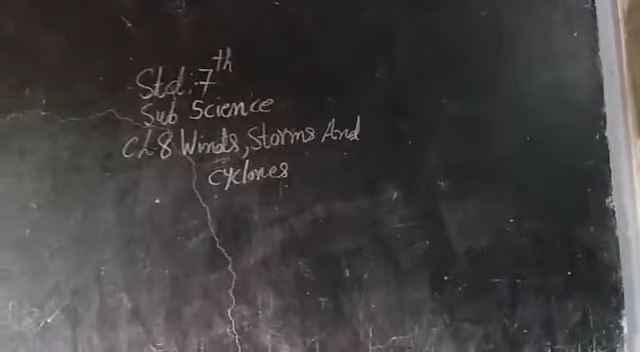 Std: 7th
Sub Science
Ch-8 Winds, Storms And
Cyclones